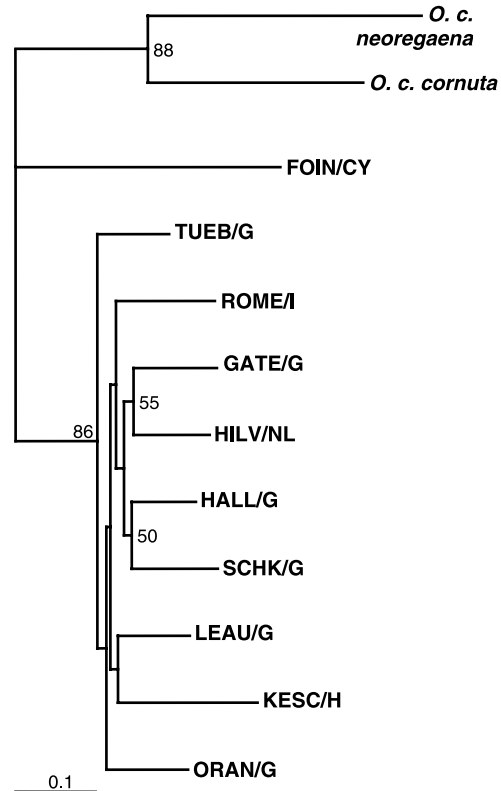 O. c.
neoregaena
88
O. c. cornuta
FOIN/CY
TUEB/G
ROME/I
GATE/G
55
86
HILV/NL
HALL/G
50
SCHK/G
LEAU/G
KESC/H
ORAN/G
0.1